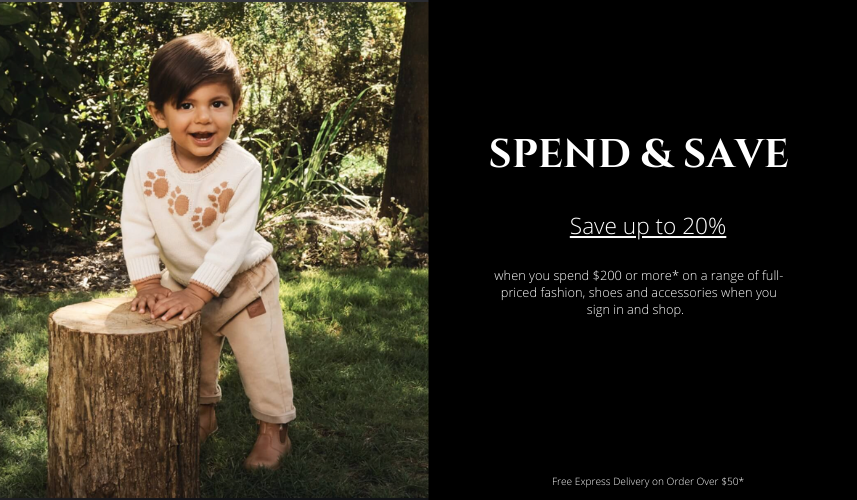 SPEND & SAVE
Save up to 20%
when you spend $200 or more* on a range of full-
priced fashion, shoes and accessories when you
sign in and shop.
Free Express Delivery on Order Over $50*